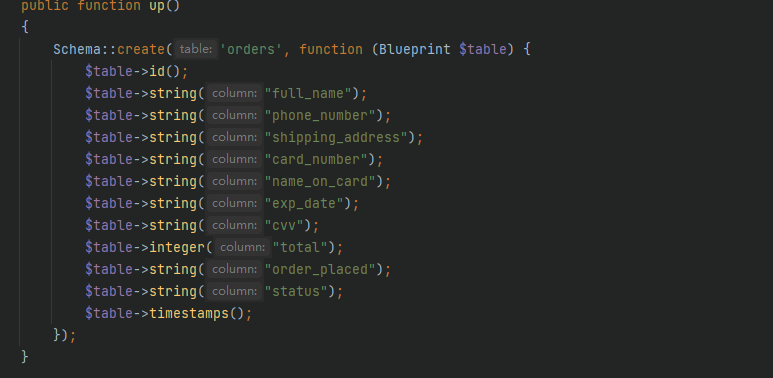 public function up()
{
Schema::create( table: 'orders', function (Blueprint $table) {
$table->id();
$table->string( column: "full_name");
$table->string( column: "phone_number");
$table->string( column: "shipping_address");
$table->string( column: "card_number");
$table->string( column: "name_on_card");
$table->string( column: "exp_date");
$table->string( column: "cvv");
$table->integer( column: "total");
$table->string( column: "order_placed");
$table->string( column: "status");
$table->timestamps();
});
}